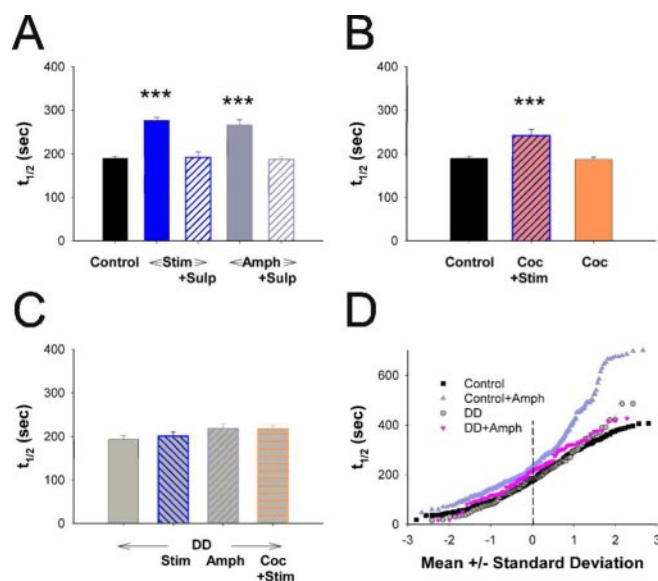 A
t1/2 (sec)
400
300
200
100
0
***
***
Control
<Stim>
+Sulp
<Amph>
+Sulp
B
t1/2 (sec)
400
300
200
100
0
***
Control
Coc
+Stim
Coc
C
t1/2 (sec)
400
300
200
100
0
DD
Stim
Amph
Coc
+Stim
D
t1/2 (sec)
600
400
200
0
Control
Control+Amph
DD
DD+Amph
-3 -2 -1 0 1 2 3
Mean +/- Standard Deviation